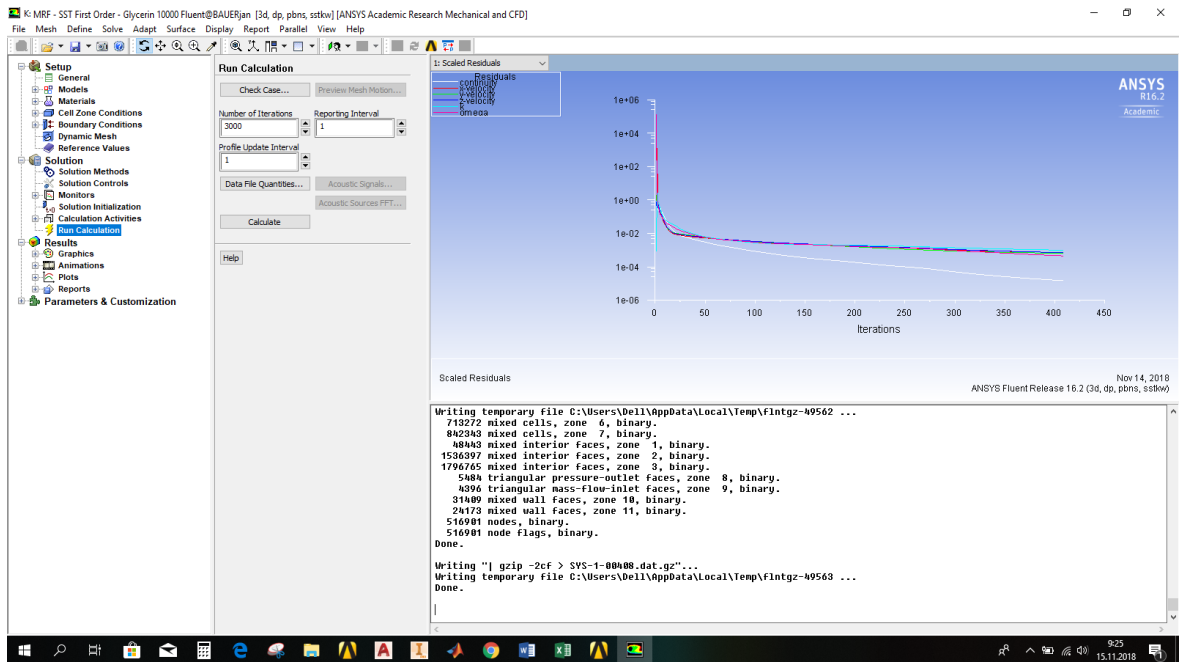 K: MRF - SST First Order - Glycerin 10000 Fluent@BAUERjan [3d, dp, pbns, sstkw] [ANSYS Academic Research Mechanical and CFD]
File Mesh Define Solve Adapt Surface Display Report Parallel View Help
Setup
General
Models
Materials
Cell Zone Conditions
Boundary Conditions
Dynamic Mesh
Reference Values
Solution
Solution Methods
Solution Controls
Monitors
Solution Initialization
Calculation Activities
Run Calculation
Results
Graphics
Animations
Plots
Reports
Parameters & Customization
Run Calculation
Check Case... Preview Mesh Motion...
Number of Iterations Reporting Interval
3000 1
Profile Update Interval
1
Data File Quantities... Acoustic Signals...
Acoustic Sources FFT...
Calculate
Help
1: Scaled Residuals
Residuals
continuity
x-velocity
y-velocity
z-velocity
k
omega
ANSYS
R16.2
Academic
1e+06
1e+04
1e+02
1e+00
1e-02
1e-04
1e-06
0 50 100 150 200 250 300 350 400 450
Iterations
Scaled Residuals
Nov 14, 2018
ANSYS Fluent Release 16.2 (3d, dp, pbns, sstkw)
Writing temporary file C:\Users\Dell\AppData\Local\Temp\flntgz-49562 ...
713272 mixed cells, zone 6, binary.
842343 mixed cells, zone 7, binary.
48443 mixed interior faces, zone 1, binary.
1536397 mixed interior faces, zone 2, binary.
1796765 mixed interior faces, zone 3, binary.
5484 triangular pressure-outlet faces, zone 8, binary.
4396 triangular mass-flow-inlet faces, zone 9, binary.
31409 mixed wall faces, zone 10, binary.
24173 mixed wall faces, zone 11, binary.
516901 nodes, binary.
516901 node flags, binary.
Done.
Writing "| gzip -2cf > SYS-1-00408.dat.gz"...
Writing temporary file C:\Users\Dell\AppData\Local\Temp\flntgz-49563 ...
Done.
9:25
15.11.2018